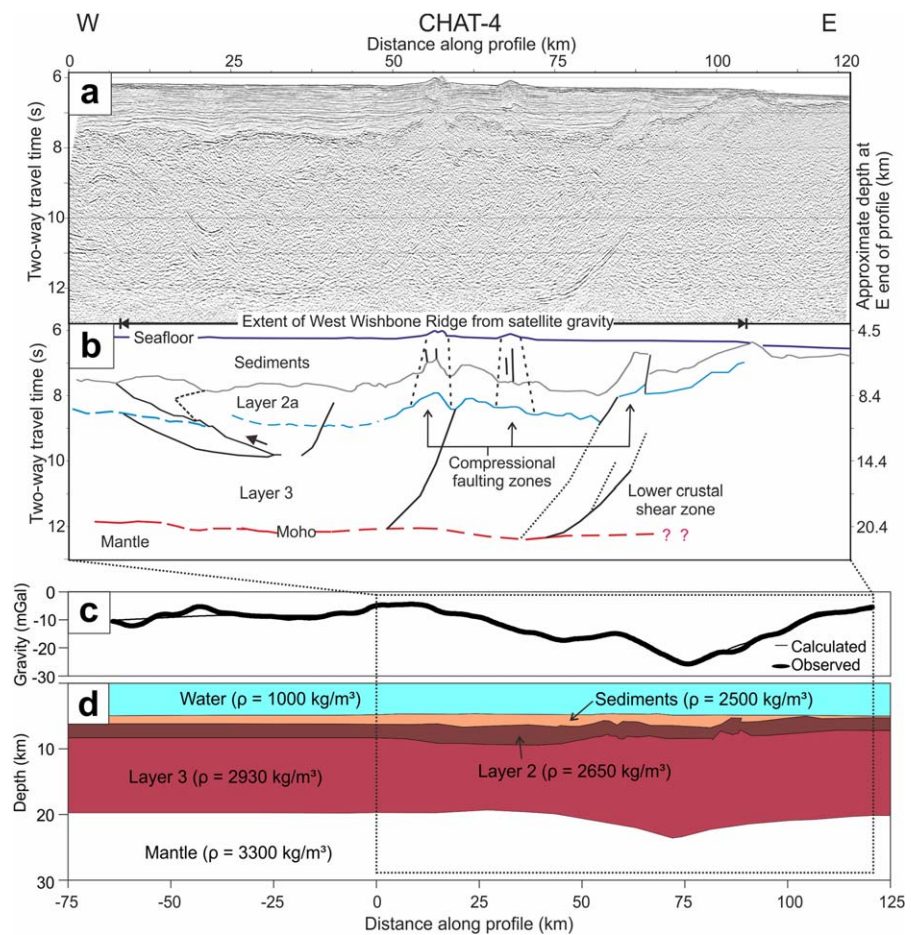 W CHAT-4 E
Distance along profile (km)
0 25 50 75 100 120
a
6
8
10
12
Two-way travel time (s)
Approximate depth at
E end of profile (km)
Extent of West Wishbone Ridge from satellite gravity
b
6
8
10
12
Two-way travel time (s)
4.5
8.4
14.4
20.4
Seafloor
Sediments
Layer 2a
Compressional
faulting zones
Layer 3
Lower crustal
shear zone
Moho
? ?
Mantle
c
0
-10
-20
-30
Gravity (mGal)
Calculated
Observed
d
Water (ρ = 1000 kg/m³)
Sediments (ρ = 2500 kg/m³)
10
20
30
Depth (km)
Layer 3 (ρ = 2930 kg/m³)
Layer 2 (ρ = 2650 kg/m³)
Mantle (ρ = 3300 kg/m³)
-75 -50 -25 0 25 50 75 100 125
Distance along profile (km)